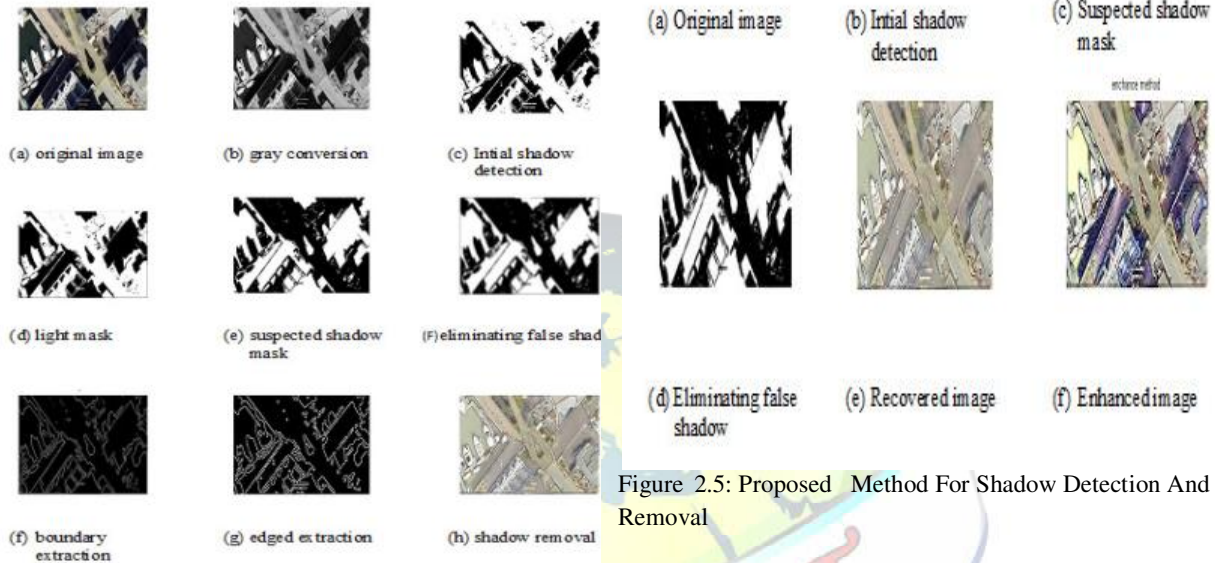 (a) original image
(b) gray conversion
(c) Intial shadow
detection
(d) light mask
(e) suspected shadow
mask
(F) eliminating false shad
(f) boundary
extraction
(g) edged extraction
(h) shadow removal
(a) Original image
(b) Intial shadow
detection
(c) Suspected shadow
mask
enchance method
(d) Eliminating false
shadow
(e) Recovered image
(f) Enhanced image
Figure 2.5: Proposed Method For Shadow Detection And
Removal